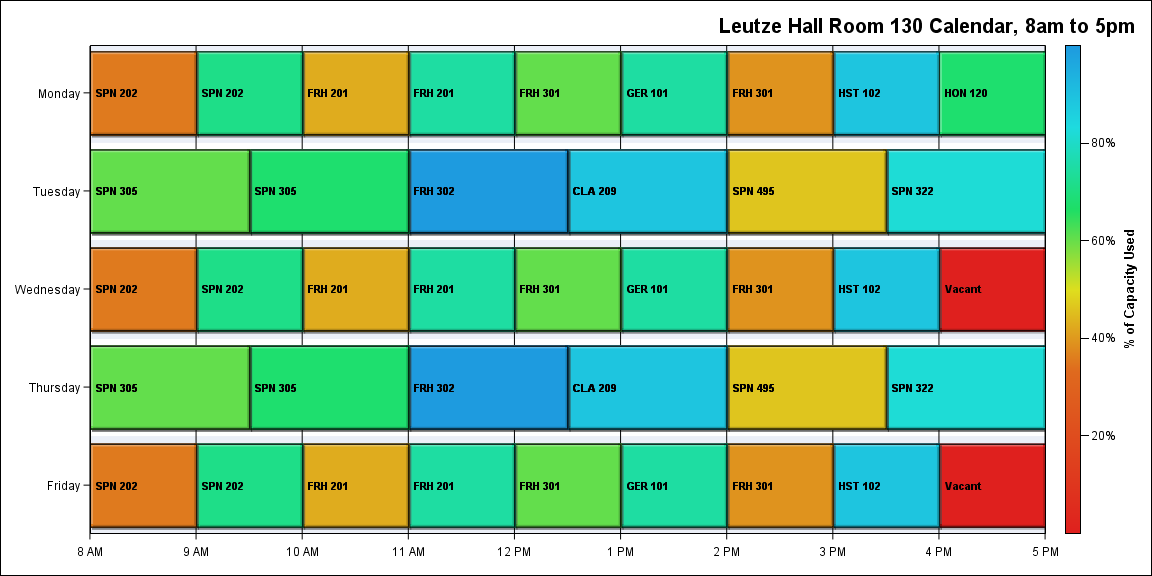 Leutze Hall Room 130 Calendar, 8am to 5pm
Monday
SPN 202
SPN 202
FRH 201
FRH 201
FRH 301
GER 101
FRH 301
HST 102
HON 120
Tuesday
SPN 305
SPN 305
FRH 302
CLA 209
SPN 495
SPN 322
Wednesday
SPN 202
SPN 202
FRH 201
FRH 201
FRH 301
GER 101
FRH 301
HST 102
Vacant
Thursday
SPN 305
SPN 305
FRH 302
CLA 209
SPN 495
SPN 322
Friday
SPN 202
SPN 202
FRH 201
FRH 201
FRH 301
GER 101
FRH 301
HST 102
Vacant
8 AM
9 AM
10 AM
11 AM
12 PM
1 PM
2 PM
3 PM
4 PM
5 PM
80%
60%
40%
20%
% of Capacity Used